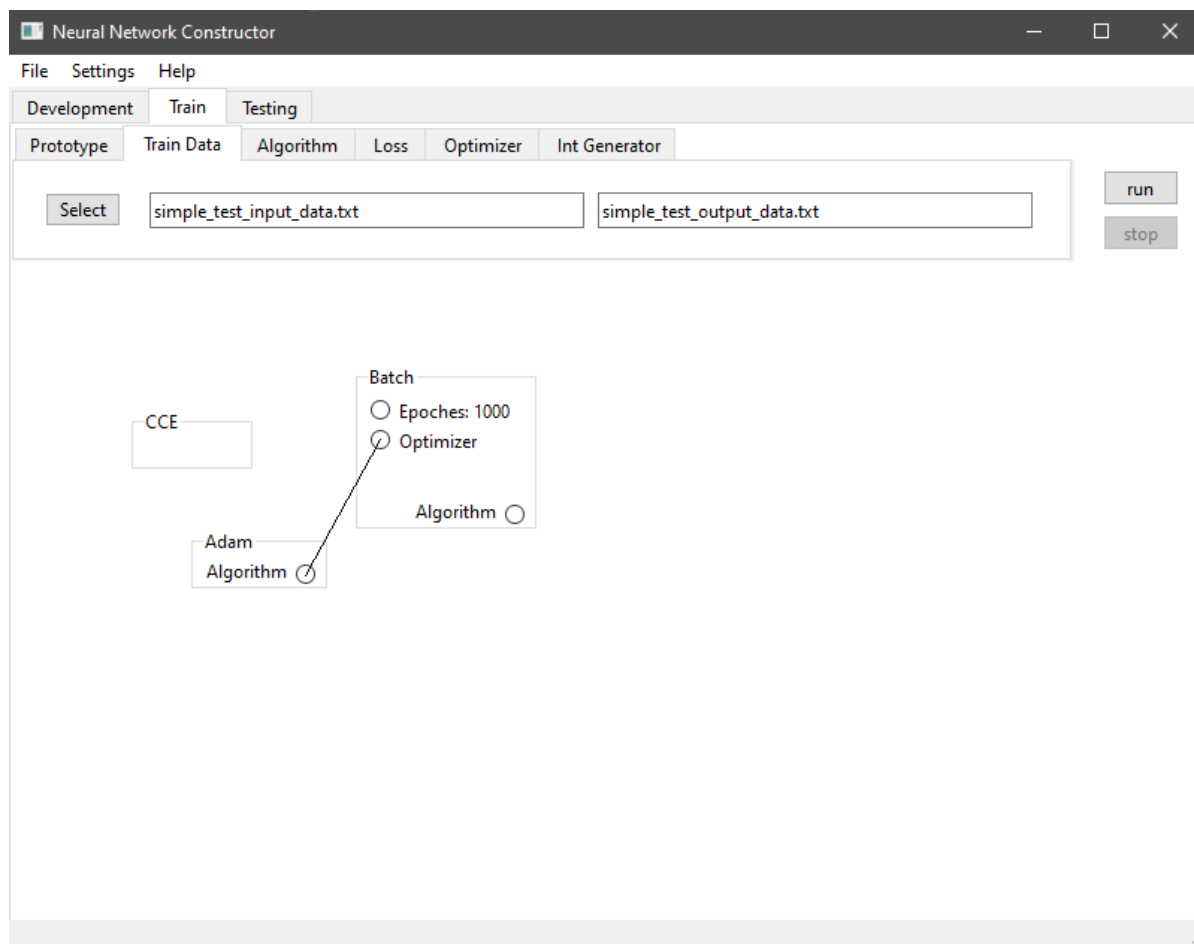 Neural Network Constructor
File Settings Help
Development Train Testing
Prototype Train Data Algorithm Loss Optimizer Int Generator
Select simple_test_input_data.txt simple_test_output_data.txt
run
stop
Batch
Epoches: 1000
Optimizer
Algorithm
CCE
Adam
Algorithm